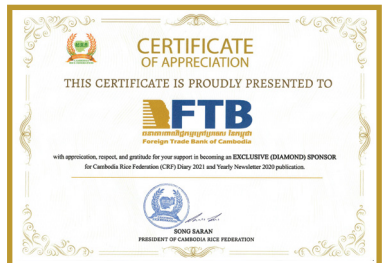 CERTIFICATE
OF APPRECIATION
THIS CERTIFICATE IS PROUDLY PRESENTED TO
FTB
Foreign Trade Bank of Cambodia
with appreication, respect, and gratitude for your support in becoming an EXCLUSIVE (DIAMOND) SPONSOR
for Cambodia Rice Federation (CRF) Diary 2021 and Yearly Newsletter 2020 publication.
SONG SARAN
PRESIDENT OF CAMBODIA RICE FEDERATION